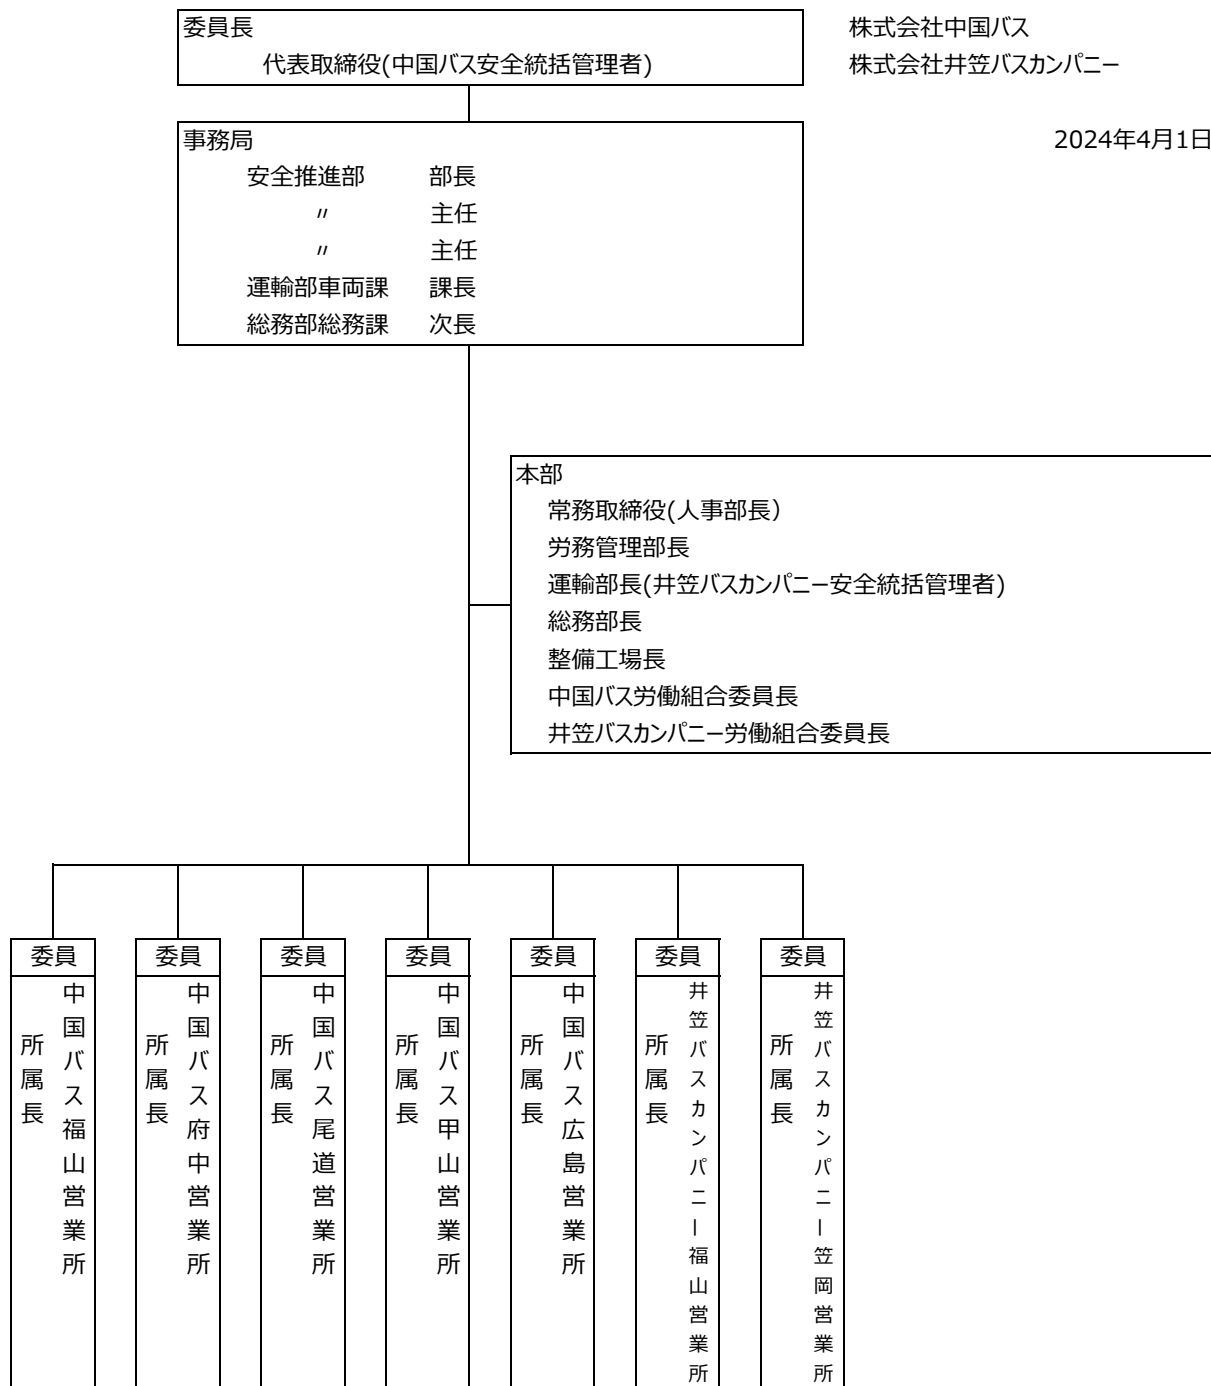 委員長
代表取締役(中国バス安全統括管理者)
株式会社中国バス
株式会社井笠バスカンパニー
2024年4月1日
事務局
安全推進部 部長
〃 主任
〃 主任
運輸部車両課 課長
総務部総務課 次長
本部
常務取締役(人事部長）
労務管理部長
運輸部長(井笠バスカンパニー安全統括管理者)
総務部長
整備工場長
中国バス労働組合委員長
井笠バスカンパニー労働組合委員長
委員
中国バス福山営業所
所属長
委員
中国バス府中営業所
所属長
委員
中国バス尾道営業所
所属長
委員
中国バス甲山営業所
所属長
委員
中国バス広島営業所
所属長
委員
井笠バスカンパニー福山営業所
所属長
委員
井笠バスカンパニー笠岡営業所
所属長